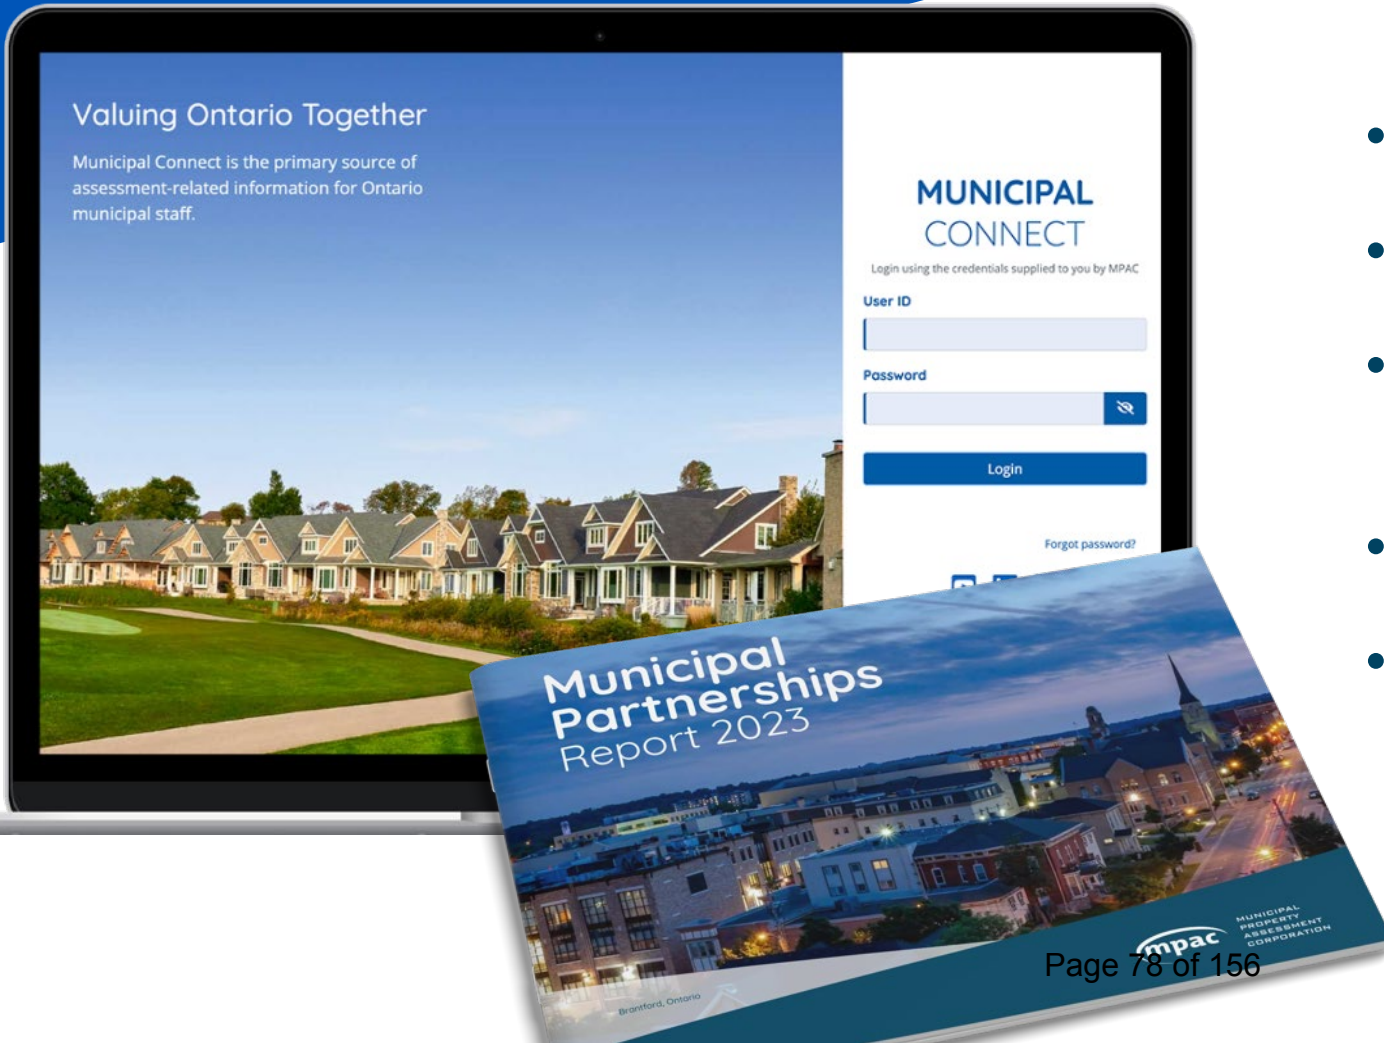 Valuing Ontario Together
Municipal Connect is the primary source of
assessment-related information for Ontario
municipal staff.
MUNICIPAL
CONNECT
Login using the credentials supplied to you by MPAC
User ID
Password
Login
Forgot password?
Municipal
Partnerships
Report 2023
mpac
MUNICIPAL
PROPERTY
ASSESSMENT
CORPORATION
Page 78 of 156
Brantford, Ontario